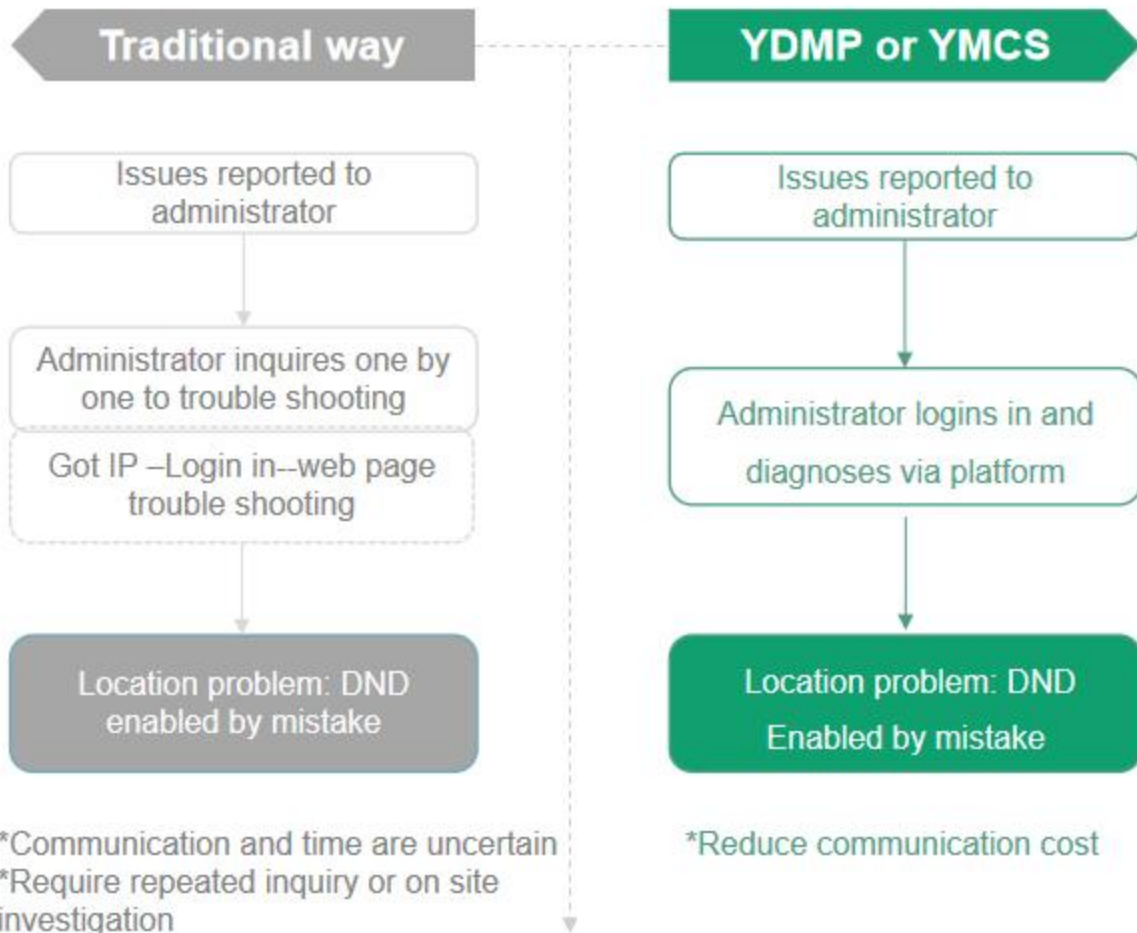 Traditional way
Issues reported to
administrator
Administrator inquires one by
one to trouble shooting
Got IP –Login in--web page
trouble shooting
Location problem: DND
enabled by mistake
*Communication and time are uncertain
*Require repeated inquiry or on site
investigation
YDMP or YMCS
Issues reported to
administrator
Administrator logins in and
diagnoses via platform
Location problem: DND
Enabled by mistake
*Reduce communication cost